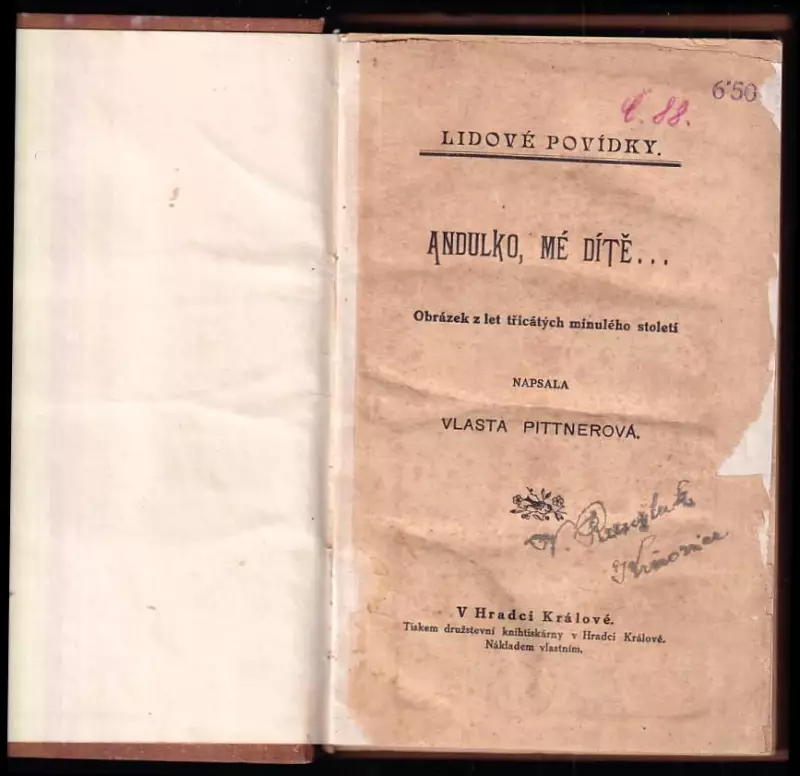 6·50
č. 88.
LIDOVÉ POVÍDKY.
ANDULKO, MÉ DÍTĚ...
Obrázek z let třicátých minulého století
NAPSALA
VLASTA PITTNEROVÁ.
V Hradci Králové.
Tiskem družstevní knihtiskárny v Hradci Králové.
Nákladem vlastním.